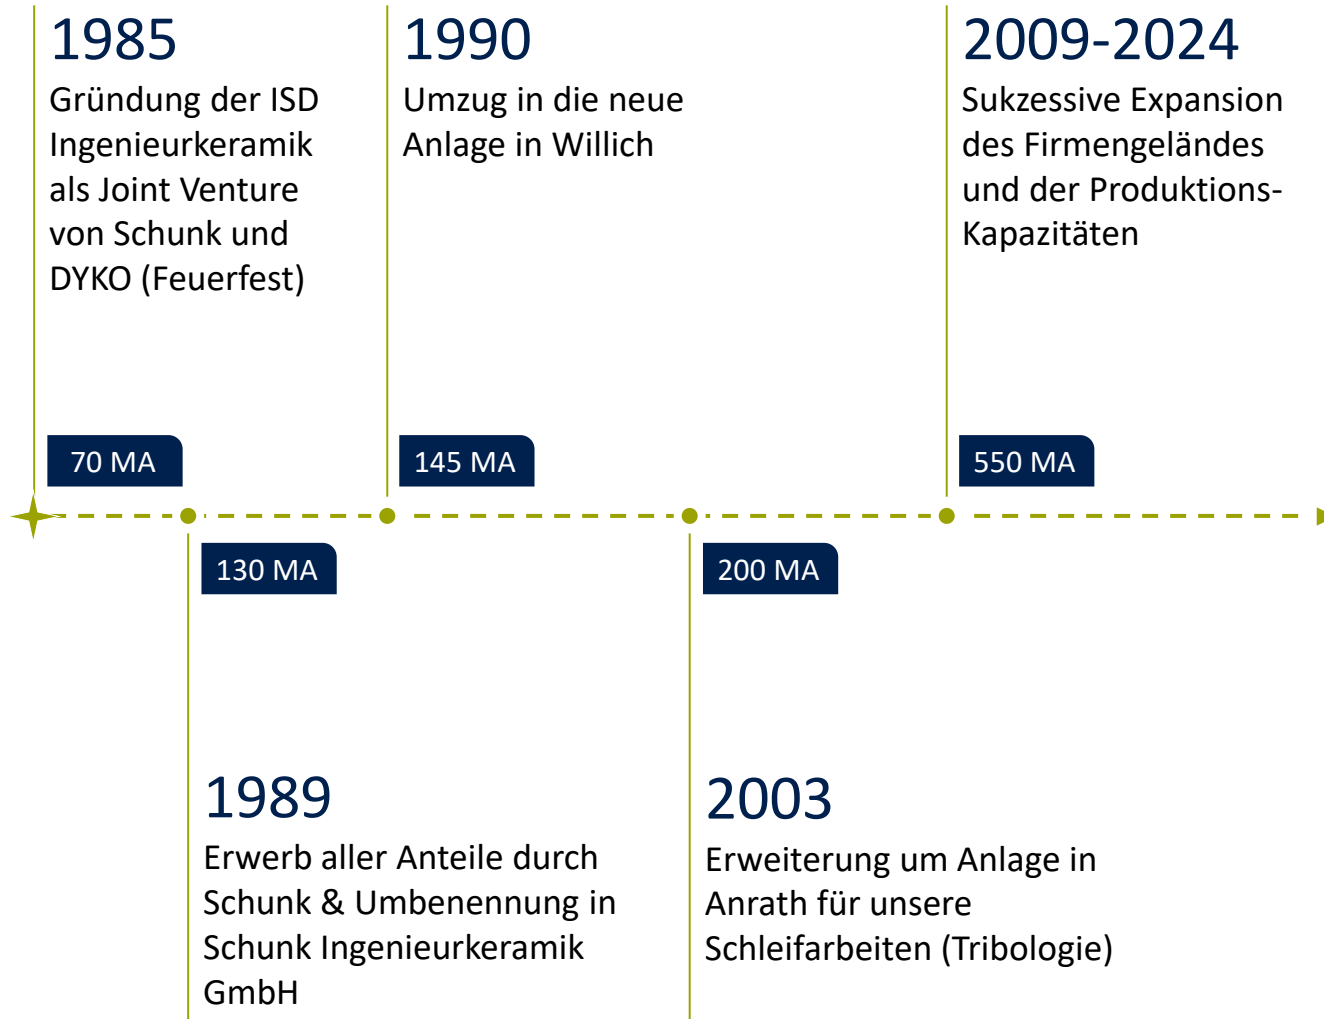 1985
Gründung der ISD
Ingenieurkeramik
als Joint Venture
von Schunk und
DYKO (Feuerfest)
70 MA
1990
Umzug in die neue
Anlage in Willich
145 MA
2009-2024
Sukzessive Expansion
des Firmengeländes
und der Produktions-
Kapazitäten
550 MA
130 MA
1989
Erwerb aller Anteile durch
Schunk & Umbenennung in
Schunk Ingenieurkeramik
GmbH
200 MA
2003
Erweiterung um Anlage in
Anrath für unsere
Schleifarbeiten (Tribologie)